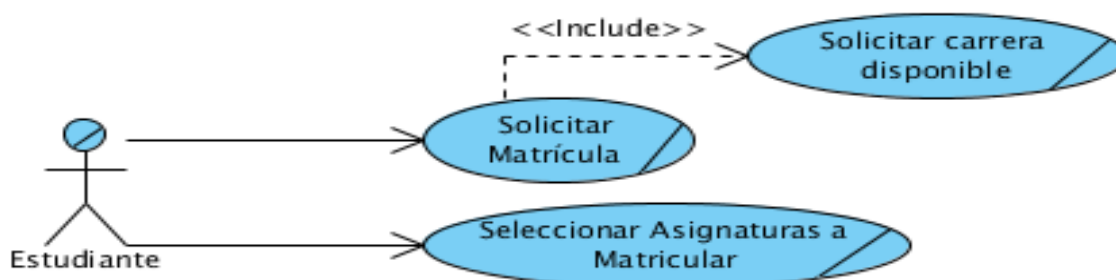 <<Include>>
Solicitar carrera
disponible
Solicitar
Matrícula
Estudiante
Seleccionar Asignaturas a
Matricular